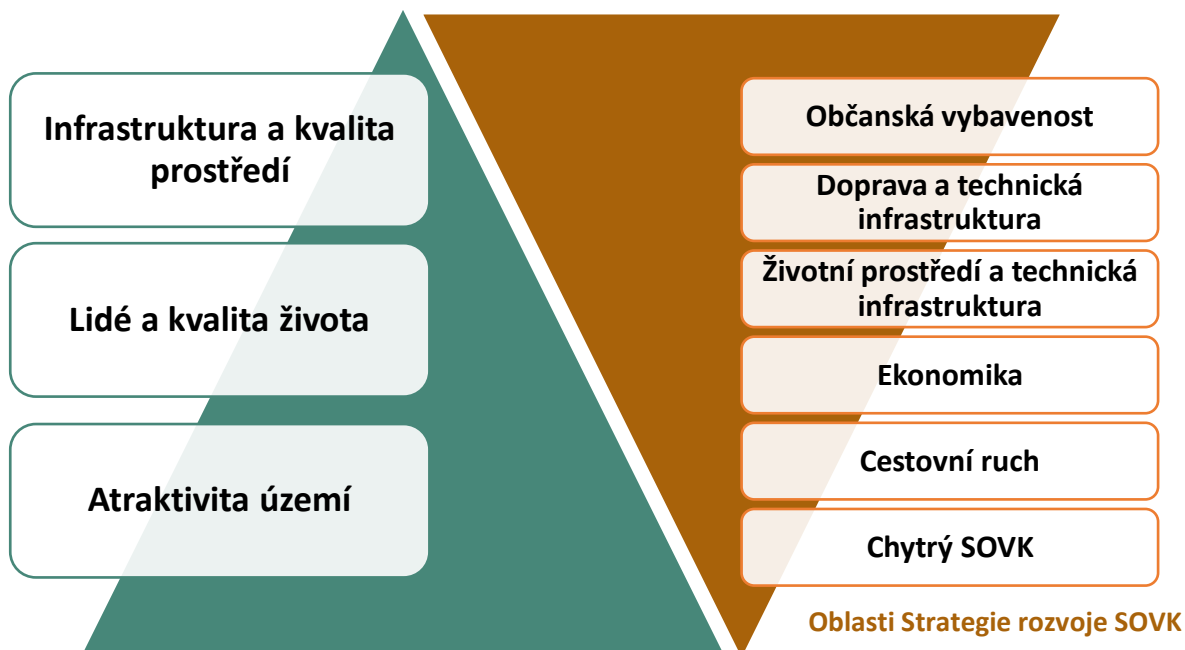 Infrastruktura a kvalita
prostředí
Lidé a kvalita života
Atraktivita území
Občanská vybavenost
Doprava a technická
infrastruktura
Životní prostředí a technická
infrastruktura
Ekonomika
Cestovní ruch
Chytrý SOVK
Oblasti Strategie rozvoje SOVK